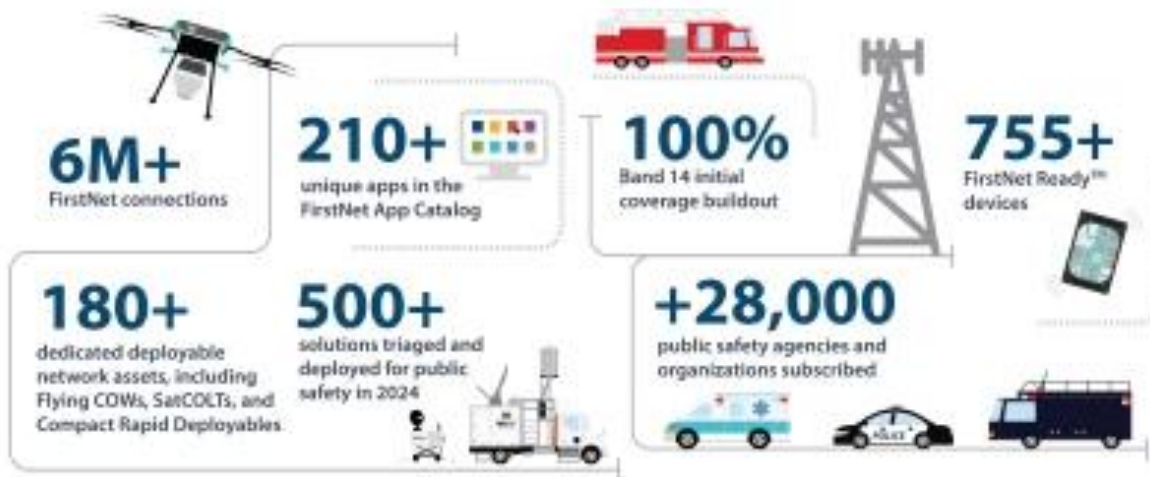 6M+
FirstNet connections
210+
unique apps in the
FirstNet App Catalog
100%
Band 14 initial
coverage buildout
755+
FirstNet Ready℠
devices
180+
dedicated deployable
network assets, including
Flying COWs, SatCOLTs, and
Compact Rapid Deployables
500+
solutions triaged and
deployed for public
safety in 2024
+28,000
public safety agencies and
organizations subscribed
POLICE